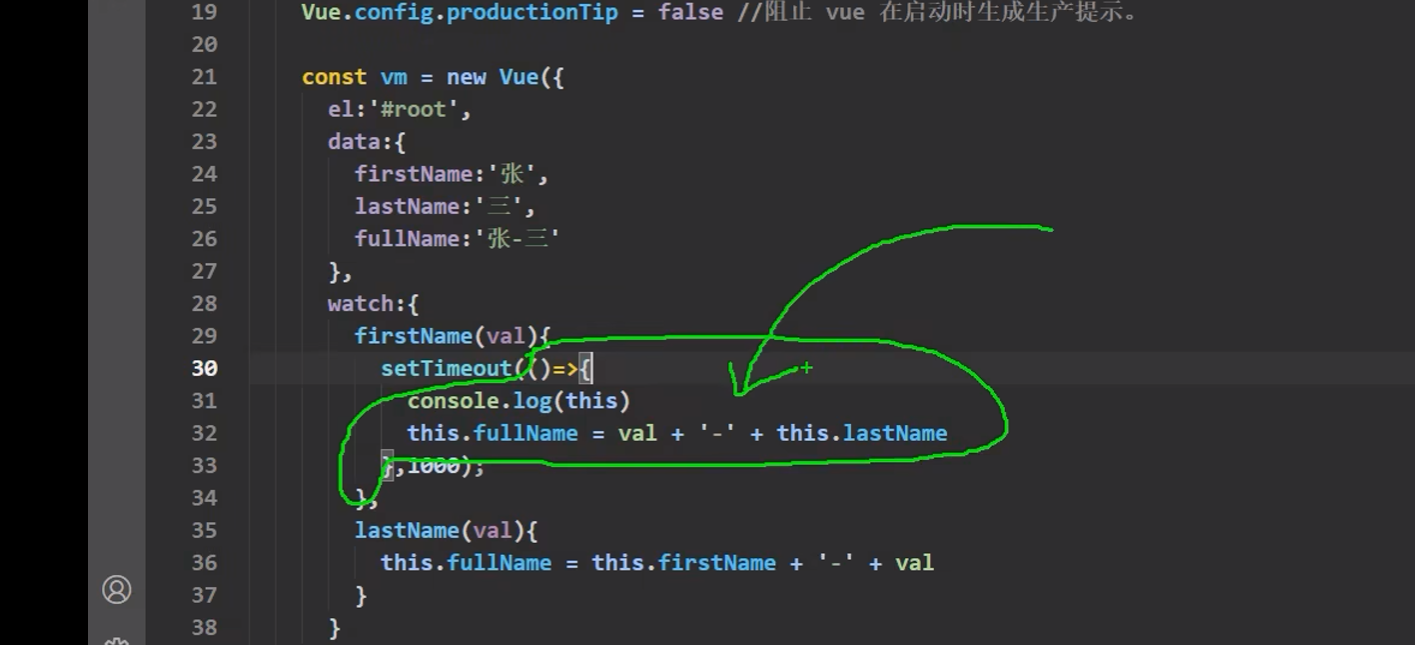 19 Vue.config.productionTip = false //阻止 vue 在启动时生成生产提示。
20
21 const vm = new Vue({
22 el:'#root',
23 data:{
24 firstName:'张',
25 lastName:'三',
26 fullName:'张-三'
27 },
28 watch:{
29 firstName(val){
30 setTimeout(()=>{
31 console.log(this)
32 this.fullName = val + '-' + this.lastName
33 },1000);
34 },
35 lastName(val){
36 this.fullName = this.firstName + '-' + val
37 }
38 }